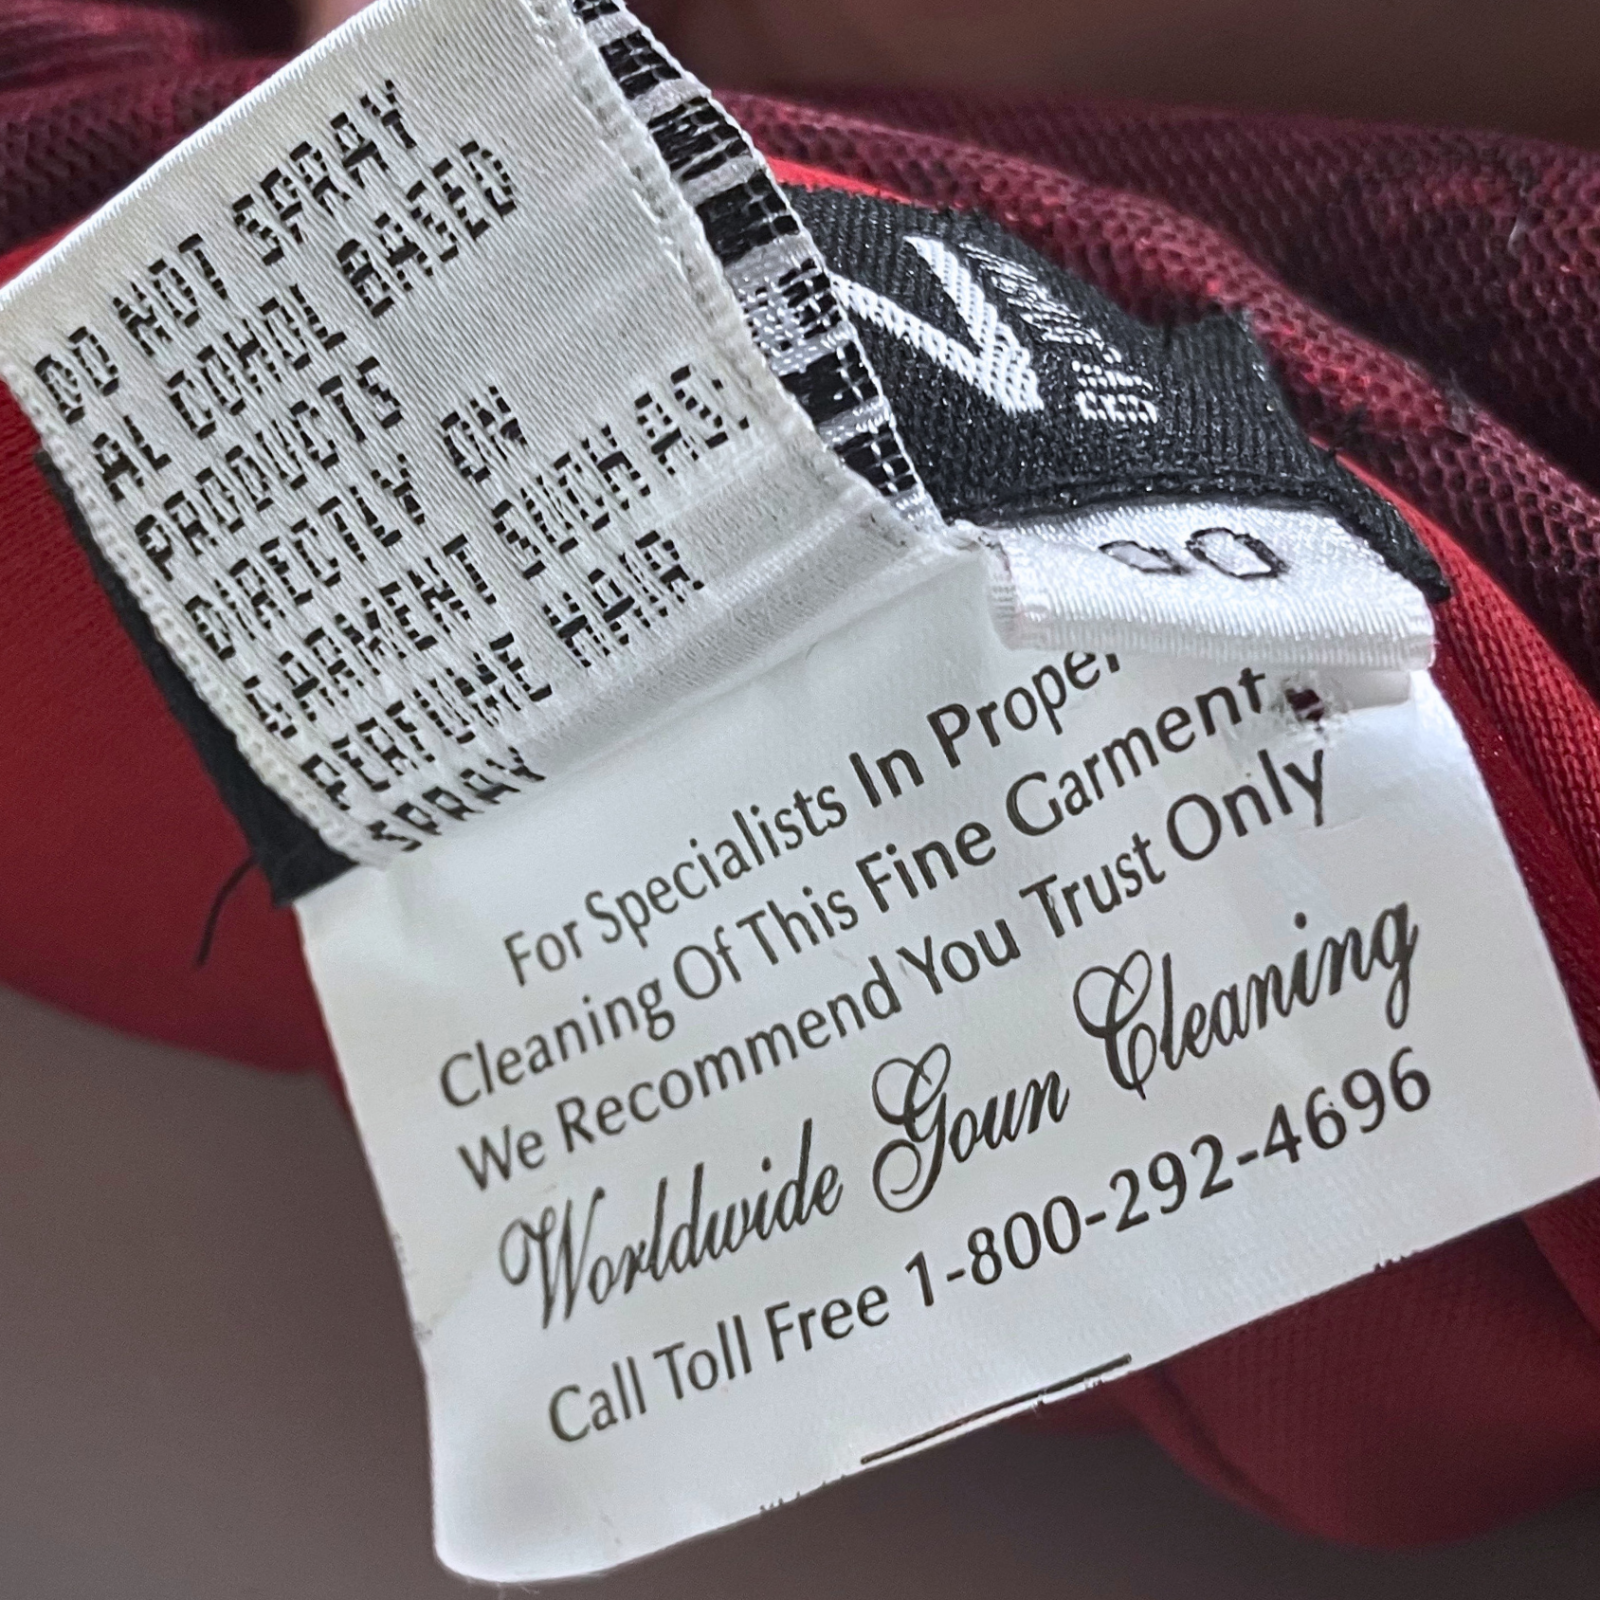 DO NOT SPRAY
AL COHOL BASED
PRODUCTS
DIRECTLY ON
GARMENT SUCH AS:
PERFUME HAIR
SPRAY
For Specialists In Proper
Cleaning Of This Fine Garment
We Recommend You Trust Only
Worldwide Goun Cleaning
Call Toll Free 1-800-292-4696